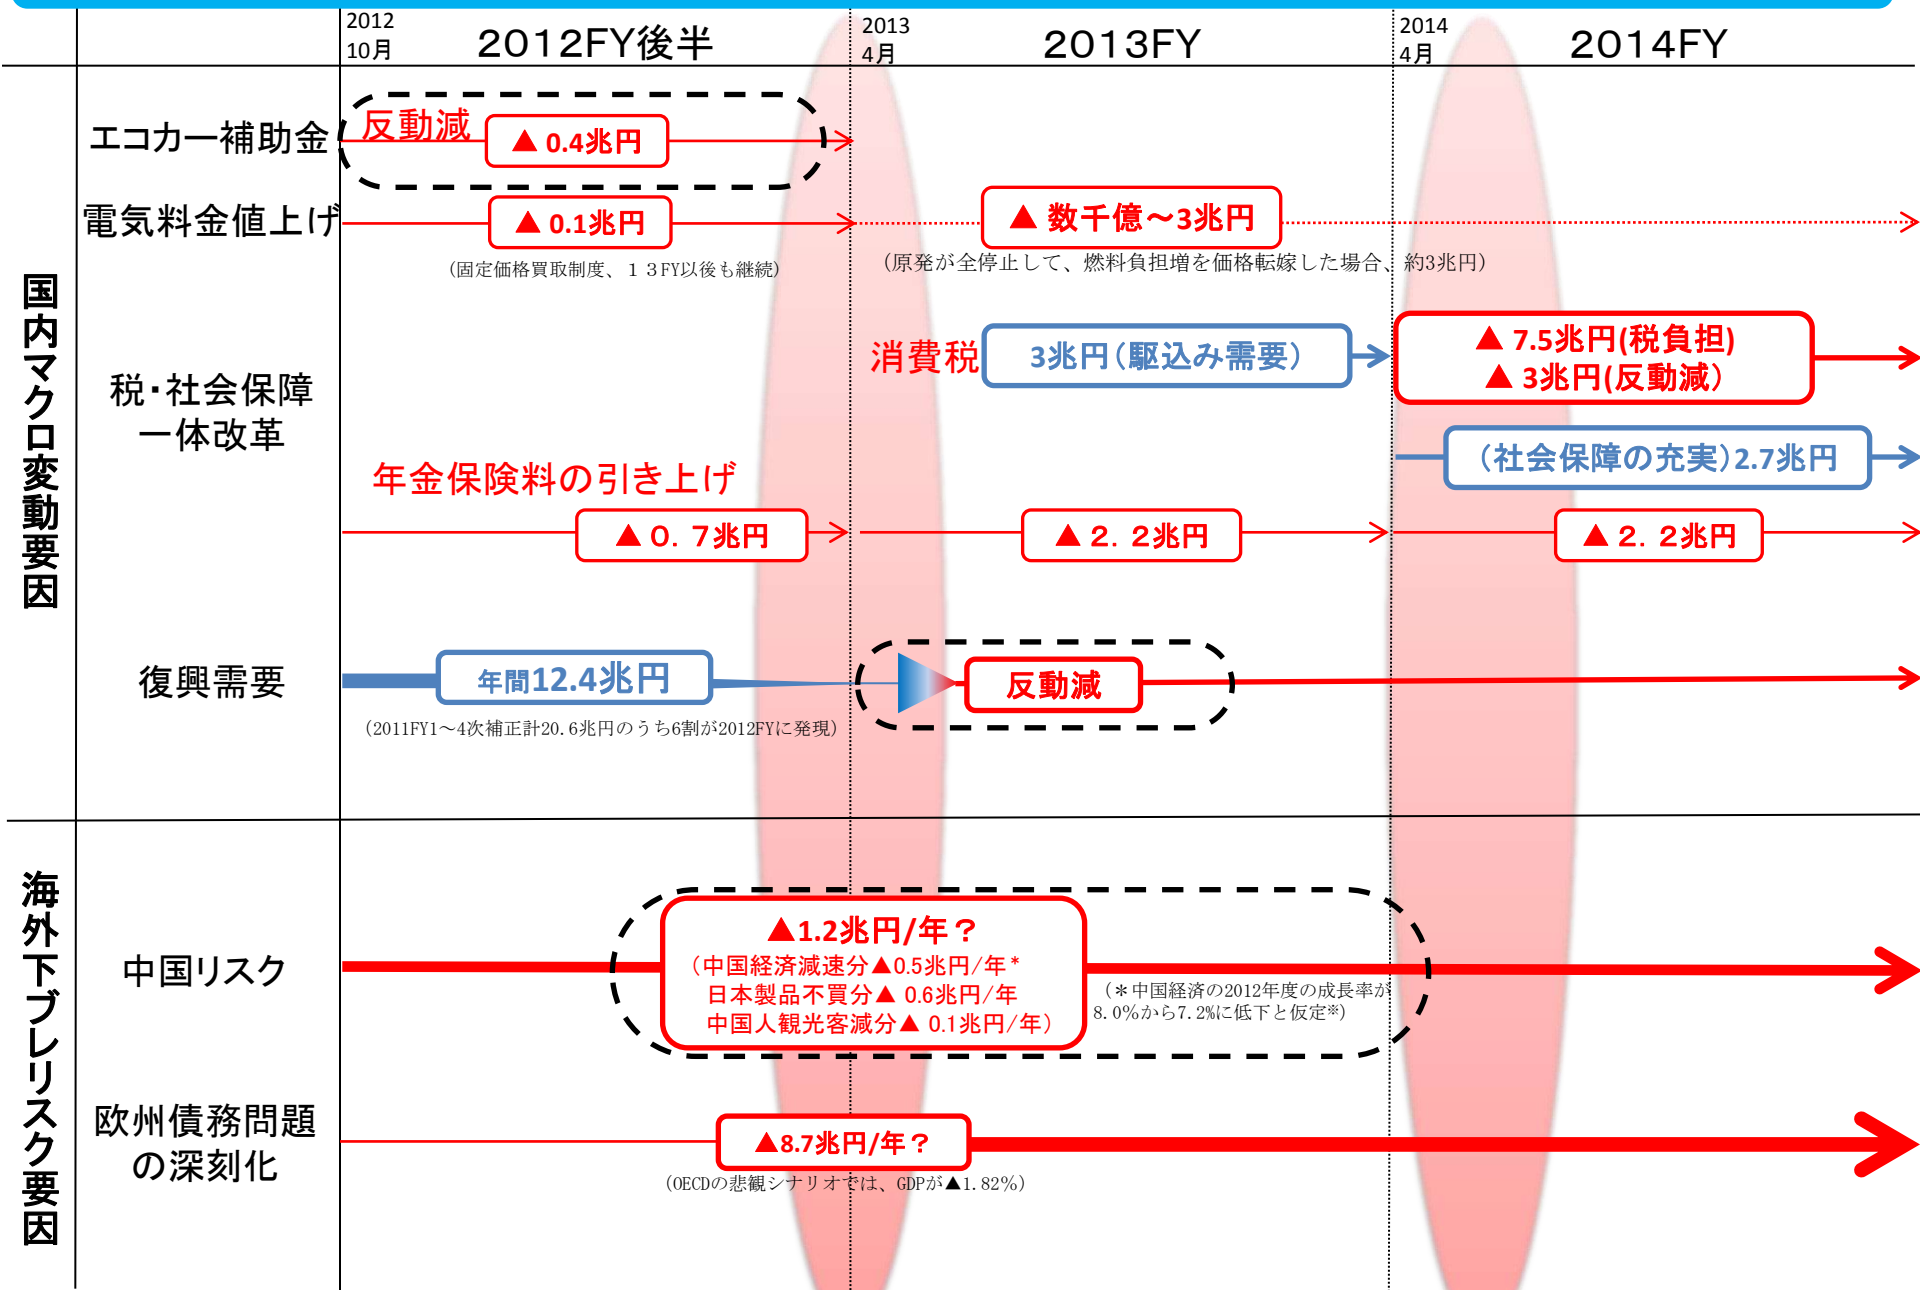 2012
10月
2012FY後半
2013
4月
2013FY
2014
4月
2014FY
国内マクロ変動要因
エコカー補助金
反動減
▲ 0.4兆円
電気料金値上げ
▲ 0.1兆円
▲ 数千億～3兆円
(固定価格買取制度、１３FY以後も継続)
(原発が全停止して、燃料負担増を価格転嫁した場合、約3兆円)
税・社会保障
一体改革
消費税
3兆円(駆込み需要)
▲ 7.5兆円(税負担)
▲ 3兆円(反動減)
(社会保障の充実)2.7兆円
年金保険料の引き上げ
▲０．７兆円
▲２．２兆円
▲２．２兆円
復興需要
年間12.4兆円
反動減
(2011FY1～4次補正計20.6兆円のうち6割が2012FYに発現)
海外下ブレリスク要因
中国リスク
▲1.2兆円/年？
(中国経済減速分▲0.5兆円/年*
日本製品不買分▲ 0.6兆円/年
中国人観光客減分▲ 0.1兆円/年)
(＊中国経済の2012年度の成長率が
8.0%から7.2%に低下と仮定※)
欧州債務問題
の深刻化
▲8.7兆円/年？
(OECDの悲観シナリオでは、GDPが▲1.82%)